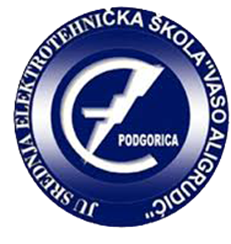 JU SREDNJA ELEKTROTEHNIČKA ŠKOLA "VASO ALIGRUDIĆ"
PODGORICA